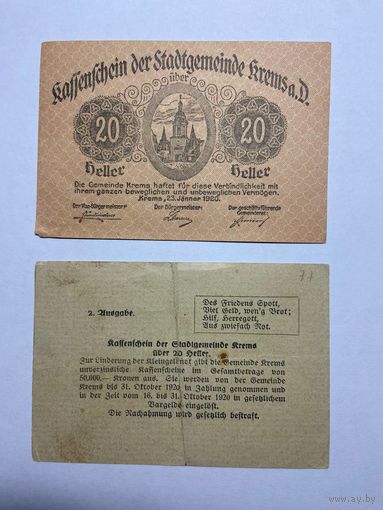 Kassenschein der Stadtgemeinde Krems a.D.
über
20
20
Heller
Heller
Die Gemeinde Krems haftet für diese Verbindlichkeit mit
ihrem ganzen beweglichen und unbeweglichen Vermögen.
Krems, 23. Jänner 1920.
Der Vize-Bürgermeister:
Der Bürgermeister:
Der geschäftsführende
Gemeinderat:
77
2. Ausgabe.
Des Friedens Spott,
Viel Geld, wen'g Brot;
Hilf, Herregott,
Aus zwiefach Not.
Kassenschein der Stadtgemeinde Krems
über 20 Heller.
Zur Linderung der Kleingeldnot gibt die Gemeinde Krems
unverzinsliche Kassenscheine im Gesamtbetrage von
50.000.— Kronen aus. Sie werden von der Gemeinde
Krems bis 31. Oktober 1920 in Zahlung genommen und
in der Zeit vom 16. bis 31. Oktober 1920 in gesetzlichem
Bargelde eingelöst.
Die Nachahmung wird gesetzlich bestraft.
www.ay.by